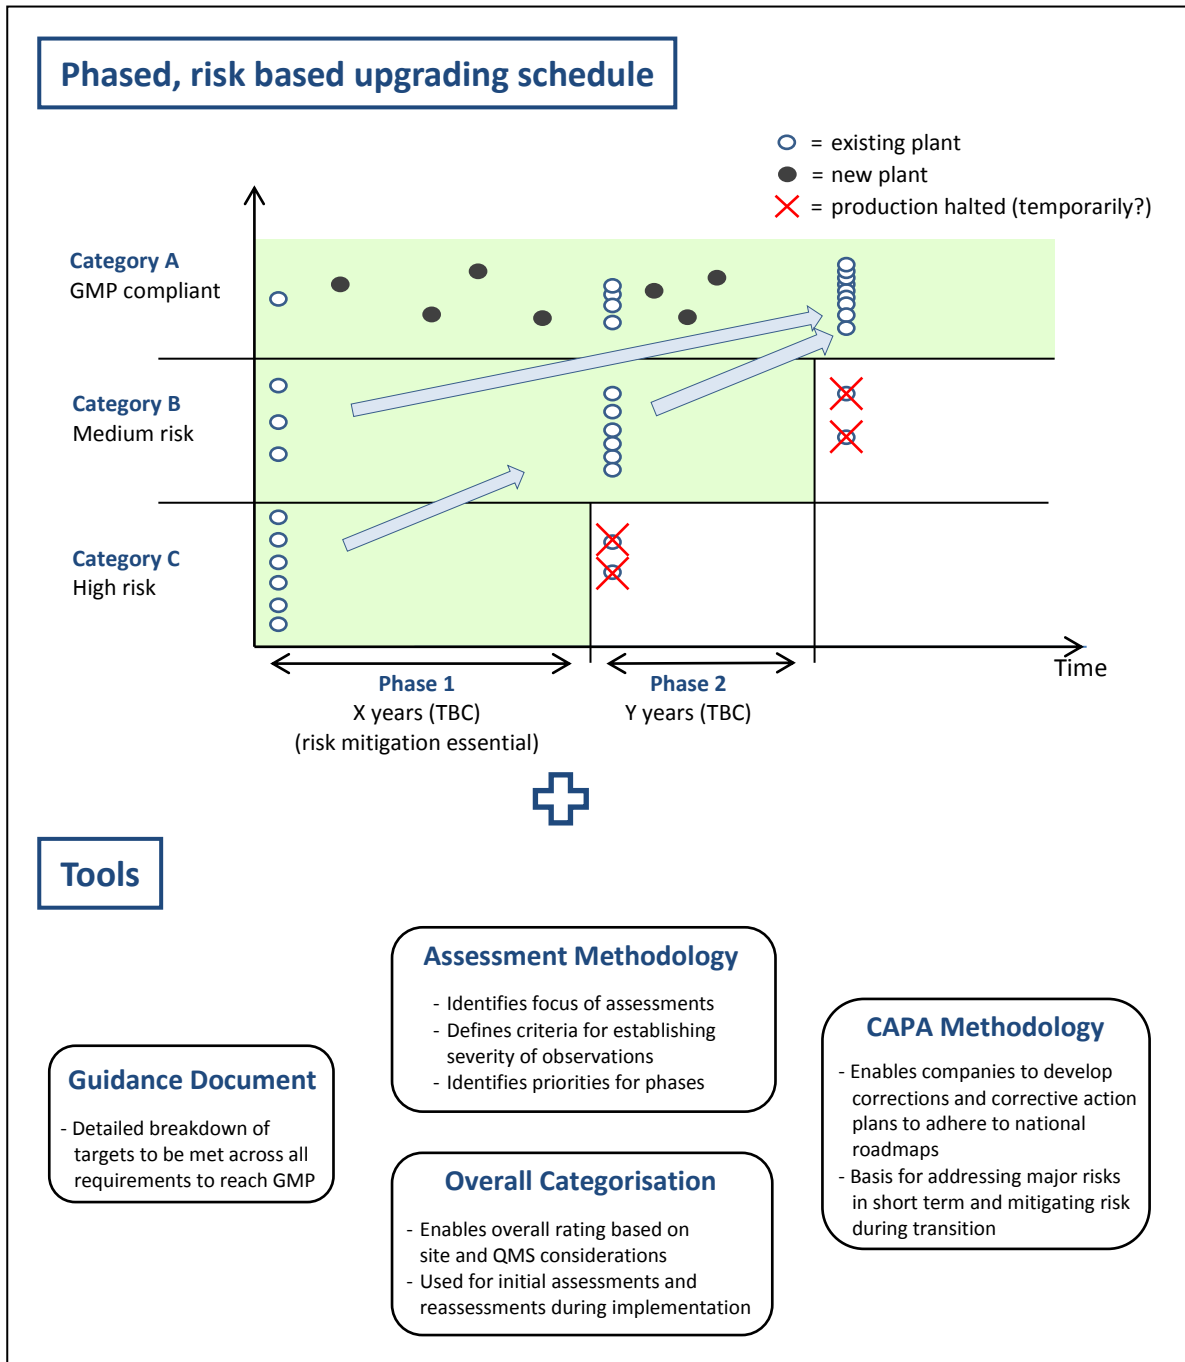 Phased, risk based upgrading schedule
= existing plant
= new plant
= production halted (temporarily?)
Category A
GMP compliant
Category B
Medium risk
Category C
High risk
Time
Phase 1
X years (TBC)
(risk mitigation essential)
Phase 2
Y years (TBC)
Tools
Assessment Methodology
- Identifies focus of assessments
- Defines criteria for establishing
severity of observations
- Identifies priorities for phases
CAPA Methodology
- Enables companies to develop
corrections and corrective action
plans to adhere to national
roadmaps
- Basis for addressing major risks
in short term and mitigating risk
during transition
Guidance Document
- Detailed breakdown of
targets to be met across all
requirements to reach GMP
Overall Categorisation
- Enables overall rating based on
site and QMS considerations
- Used for initial assessments and
reassessments during implementation